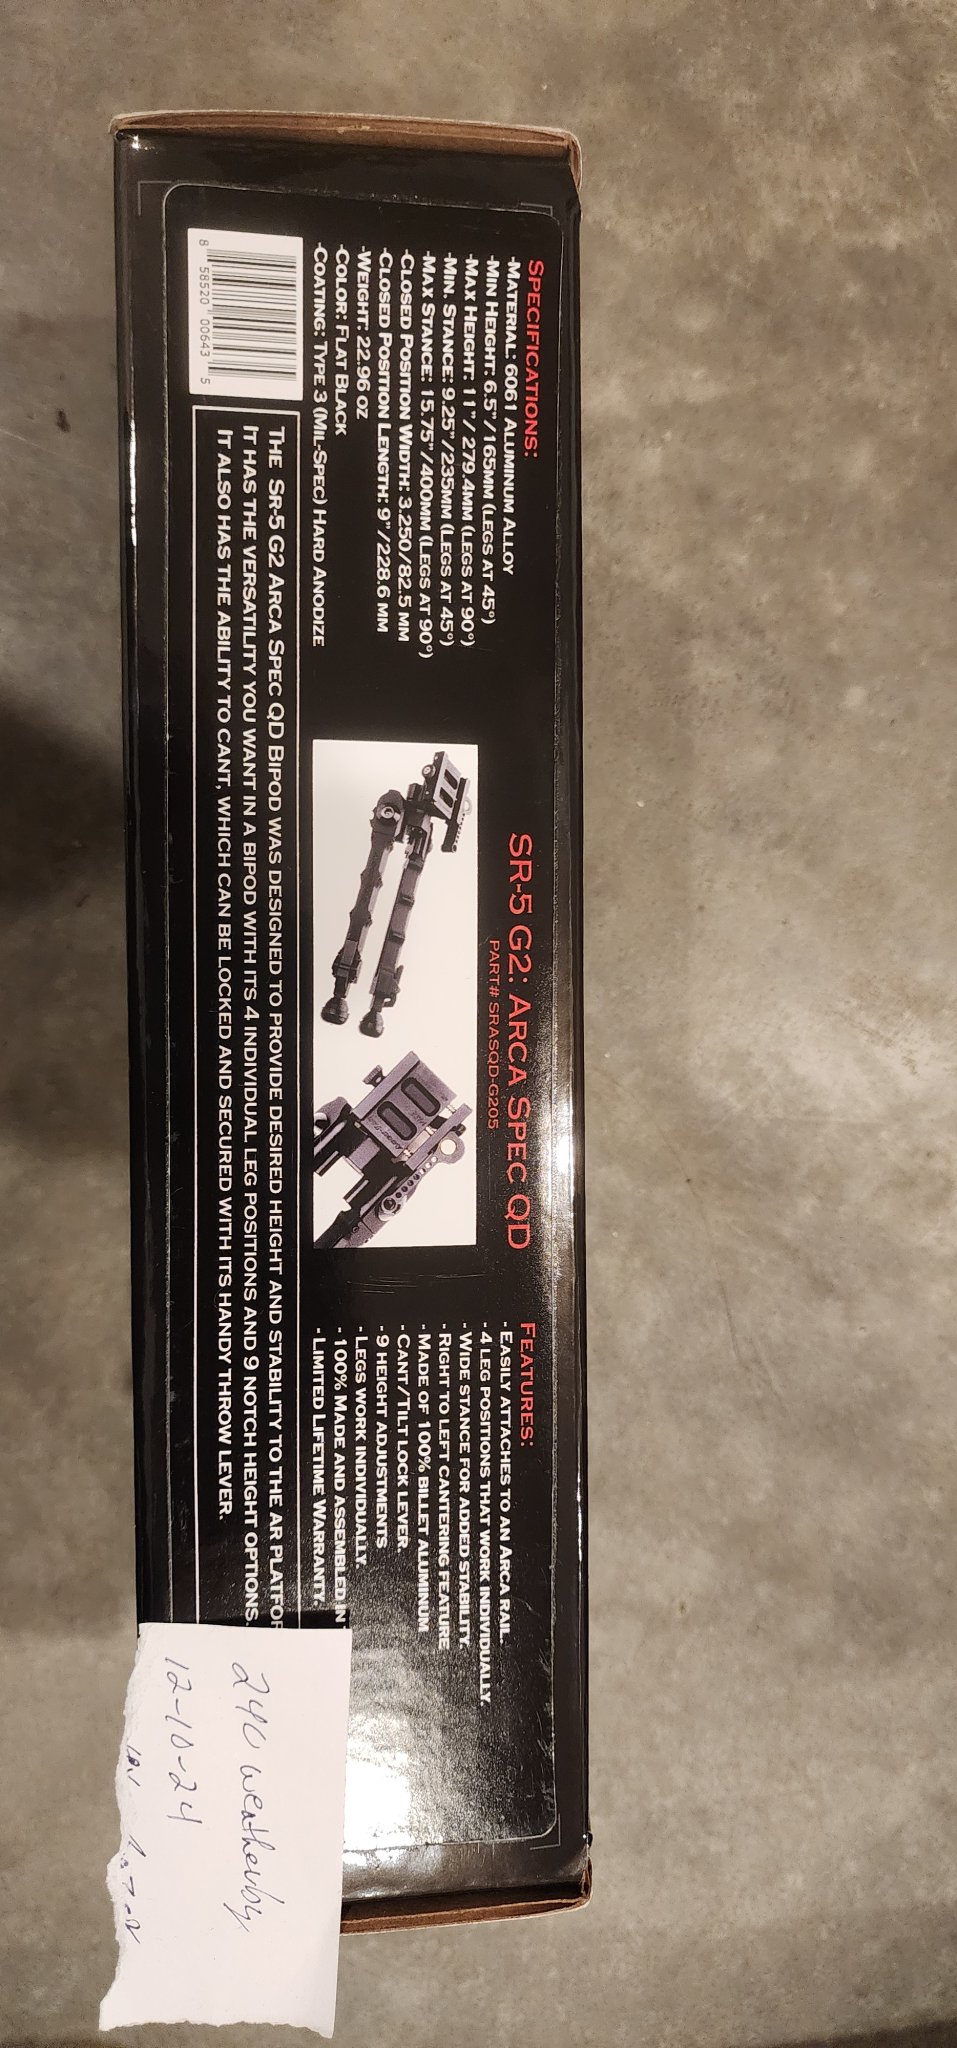 SPECIFICATIONS:
-MATERIAL: 6061 ALUMINUM ALLOY
-MIN HEIGHT: 6.5"/165MM (LEGS AT 45°)
-MAX HEIGHT: 11"/ 279.4MM (LEGS AT 90°)
-MIN. STANCE: 9.25"/235MM (LEGS AT 45°)
-MAX STANCE: 15.75"/400MM (LEGS AT 90°)
-CLOSED POSITION WIDTH: 3.250/82.5 MM
-CLOSED POSITION LENGTH: 9"/228.6 MM
-WEIGHT: 22.96 OZ
-COLOR: FLAT BLACK
-COATING: TYPE 3 (MIL-SPEC) HARD ANODIZE
8 58520 00643 5
SR-5 G2: ARCA SPEC QD
PART# SRASQD-G205
FEATURES:
- EASILY ATTACHES TO AN ARCA RAIL.
- 4 LEG POSITIONS THAT WORK INDIVIDUALLY.
- WIDE STANCE FOR ADDED STABILITY.
- RIGHT TO LEFT CANTERING FEATURE
- MADE OF 100% BILLET ALUMINUM
- CANT/TILT LOCK LEVER
- 9 HEIGHT ADJUSTMENTS
- LEGS WORK INDIVIDUALLY.
- 100% MADE AND ASSEMBLED IN
- LIMITED LIFETIME WARRANTY.
THE SR-5 G2 ARCA SPEC QD BIPOD WAS DESIGNED TO PROVIDE DESIRED HEIGHT AND STABILITY TO THE AR PLATFOR
IT HAS THE VERSATILITY YOU WANT IN A BIPOD WITH ITS 4 INDIVIDUAL LEG POSITIONS AND 9 NOTCH HEIGHT OPTIONS.
IT ALSO HAS THE ABILITY TO CANT, WHICH CAN BE LOCKED AND SECURED WITH ITS HANDY THROW LEVER.
240 weatherby
12-10-24